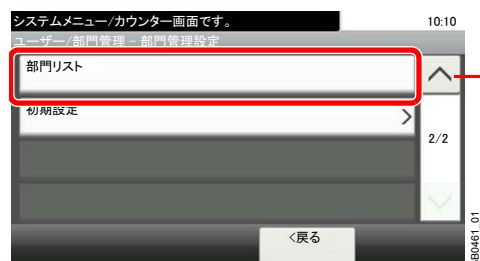 システムメニュー/カウンター画面です。
10:10
ユーザー/部門管理 - 部門管理設定
部門リスト
初期設定
2/2
<戻る
B0461_01